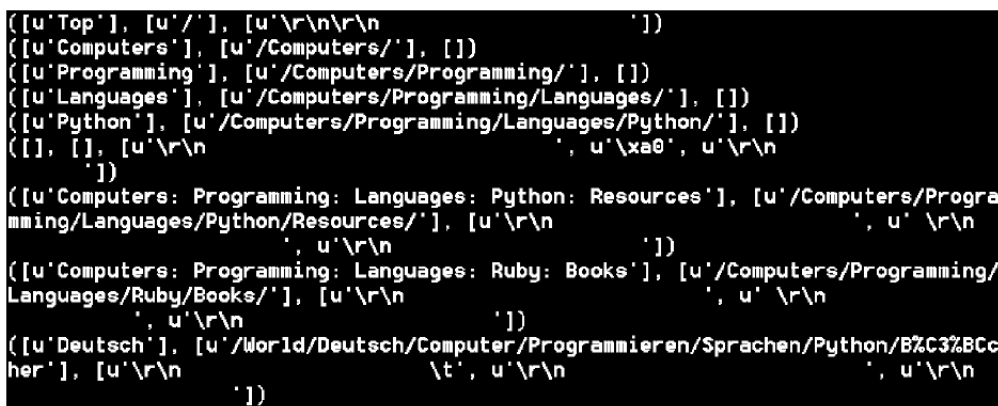 ([u'Top'], [u'/'], [u'\r\n\r\n                '])
([u'Computers'], [u'/Computers/'], [])
([u'Programming'], [u'/Computers/Programming/'], [])
([u'Languages'], [u'/Computers/Programming/Languages/'], [])
([u'Python'], [u'/Computers/Programming/Languages/Python/'], [])
([], [], [u'\r\n                            ', u'\xa0', u'\r\n
      '])
([u'Computers: Programming: Languages: Python: Resources'], [u'/Computers/Progra
mming/Languages/Python/Resources/'], [u'\r\n                        ', u' \r\n
                      ', u'\r\n                    '])
([u'Computers: Programming: Languages: Ruby: Books'], [u'/Computers/Programming/
Languages/Ruby/Books/'], [u'\r\n                        ', u' \r\n
          ', u'\r\n                    '])
([u'Deutsch'], [u'/World/Deutsch/Computer/Programmieren/Sprachen/Python/B%C3%BCc
her'], [u'\r\n                    \t', u'\r\n                        ', u'\r\n
                  '])